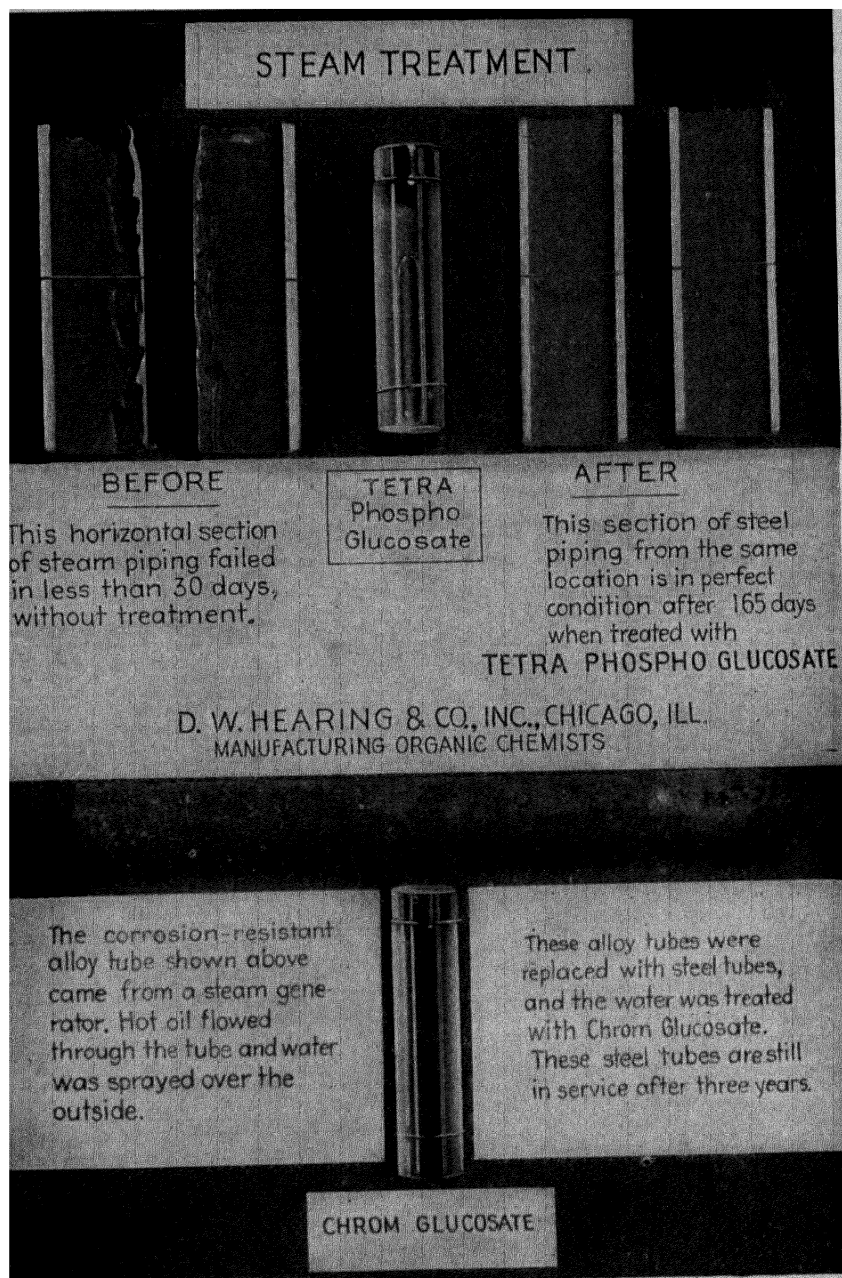 STEAM TREATMENT
BEFORE
This horizontal section
of steam piping failed
in less than 30 days,
without treatment.
TETRA
Phospho
Glucosate
AFTER
This section of steel
piping from the same
location is in perfect
condition after 165 days
when treated with
TETRA PHOSPHO GLUCOSATE
D. W. HEARING & CO., INC., CHICAGO, ILL.
MANUFACTURING ORGANIC CHEMISTS
The corrosion-resistant
alloy tube shown above
came from a steam gene-
rator. Hot oil flowed
through the tube and water
was sprayed over the
outside.
These alloy tubes were
replaced with steel tubes,
and the water was treated
with Chrom Glucosate.
These steel tubes are still
in service after three years.
CHROM GLUCOSATE